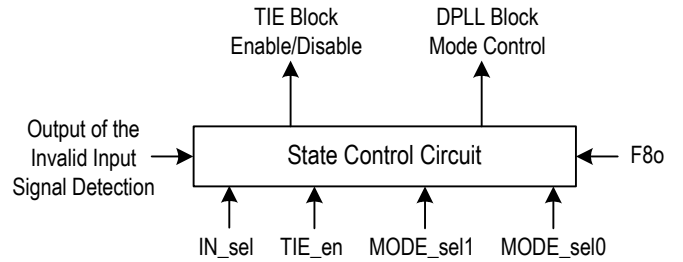 TIE Block
Enable/Disable
DPLL Block
Mode Control
Output of the
Invalid Input
Signal Detection
State Control Circuit
F8o
IN_sel
TIE_en
MODE_sel1
MODE_sel0